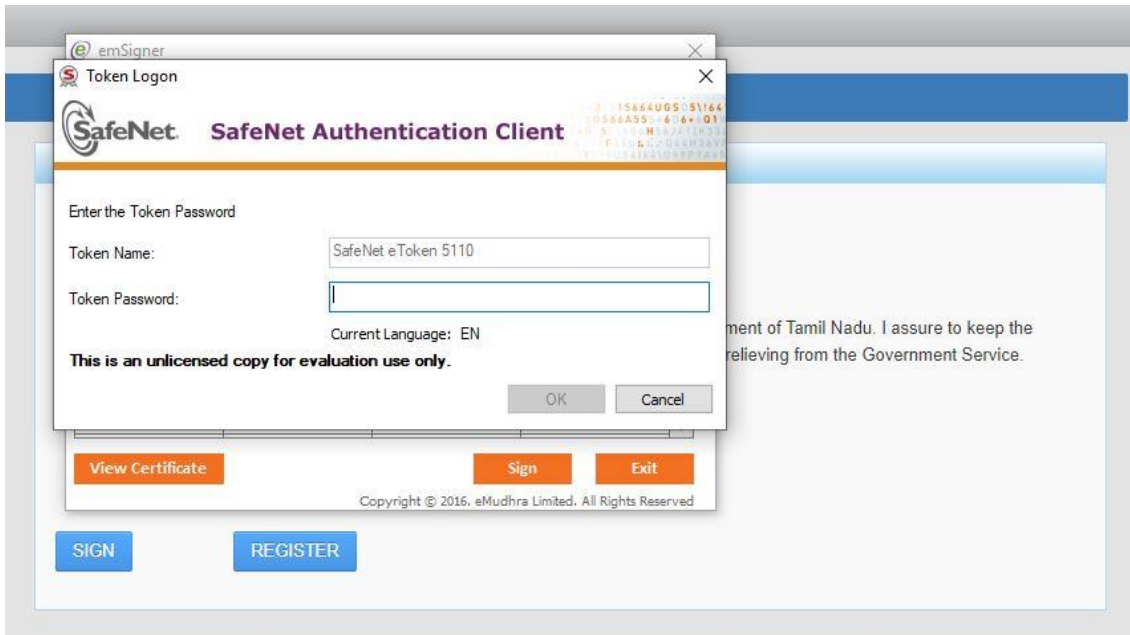 emSigner
Token Logon
SafeNet. SafeNet Authentication Client
Enter the Token Password
Token Name: SafeNet eToken 5110
Token Password:
Current Language: EN
This is an unlicensed copy for evaluation use only.
OK Cancel
ment of Tamil Nadu. I assure to keep the
relieving from the Government Service.
View Certificate Sign Exit
Copyright © 2016. eMudhra Limited. All Rights Reserved
SIGN REGISTER